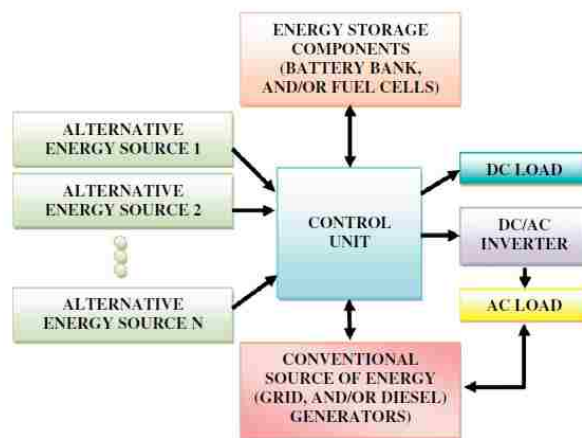 ENERGY STORAGE
COMPONENTS
(BATTERY BANK,
AND/OR FUEL CELLS)
ALTERNATIVE
ENERGY SOURCE 1
ALTERNATIVE
ENERGY SOURCE 2
ALTERNATIVE
ENERGY SOURCE N
CONTROL
UNIT
DC LOAD
DC/AC
INVERTER
AC LOAD
CONVENTIONAL
SOURCE OF ENERGY
(GRID, AND/OR DIESEL)
GENERATORS)